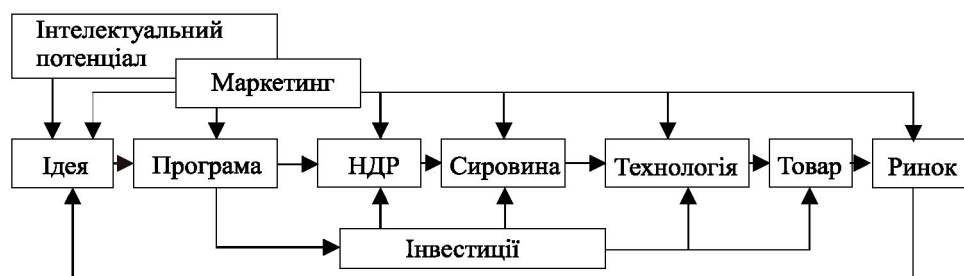 Інтелектуальний
потенціал
Маркетинг
Ідея
Програма
НДР
Сировина
Технологія
Товар
Ринок
Інвестиції